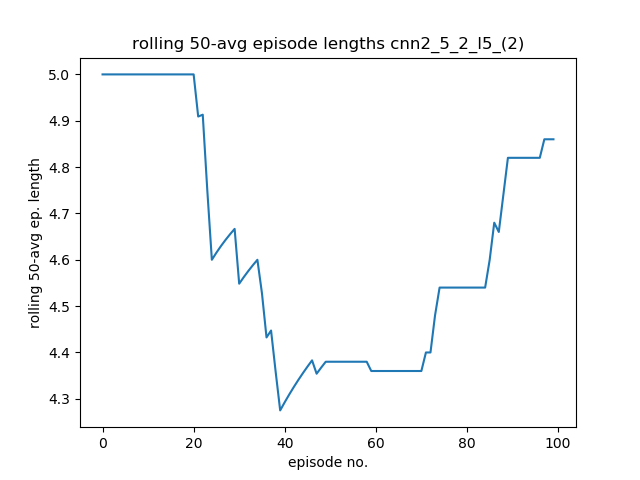 rolling 50-avg episode lengths cnn2_5_2_l5_(2)
5.0
4.9
4.8
4.7
4.6
4.5
4.4
4.3
rolling 50-avg ep. length
0 20 40 60 80 100
episode no.